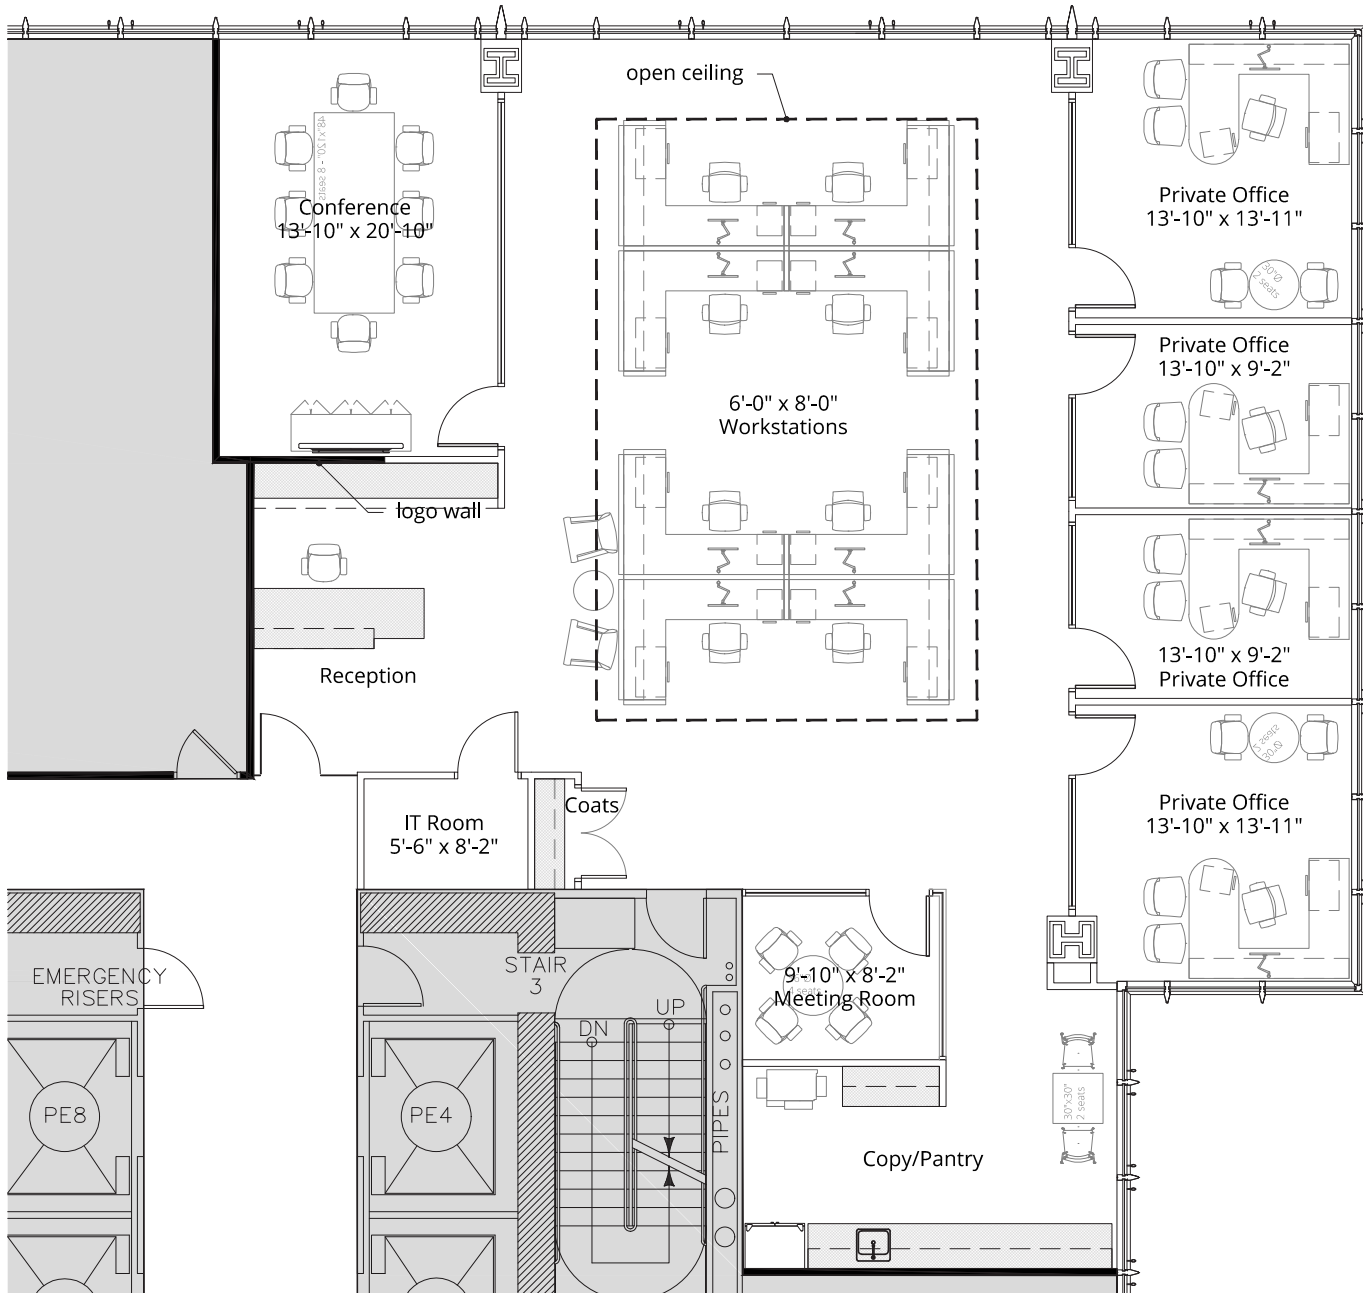 open ceiling
48"x120" - 8 seats
Conference
13'-10" x 20'-10"
Private Office
13'-10" x 13'-11"
30"Ø
2 seats
Private Office
13'-10" x 9'-2"
6'-0" x 8'-0"
Workstations
logo wall
13'-10" x 9'-2"
Private Office
Reception
30"Ø
2 seats
Coats
IT Room
5'-6" x 8'-2"
Private Office
13'-10" x 13'-11"
EMERGENCY
RISERS
STAIR
3
9'-10" x 8'-2"
seats
Meeting Room
UP
DN
PE8
PE4
PIPES
30"x30"
2 seats
Copy/Pantry